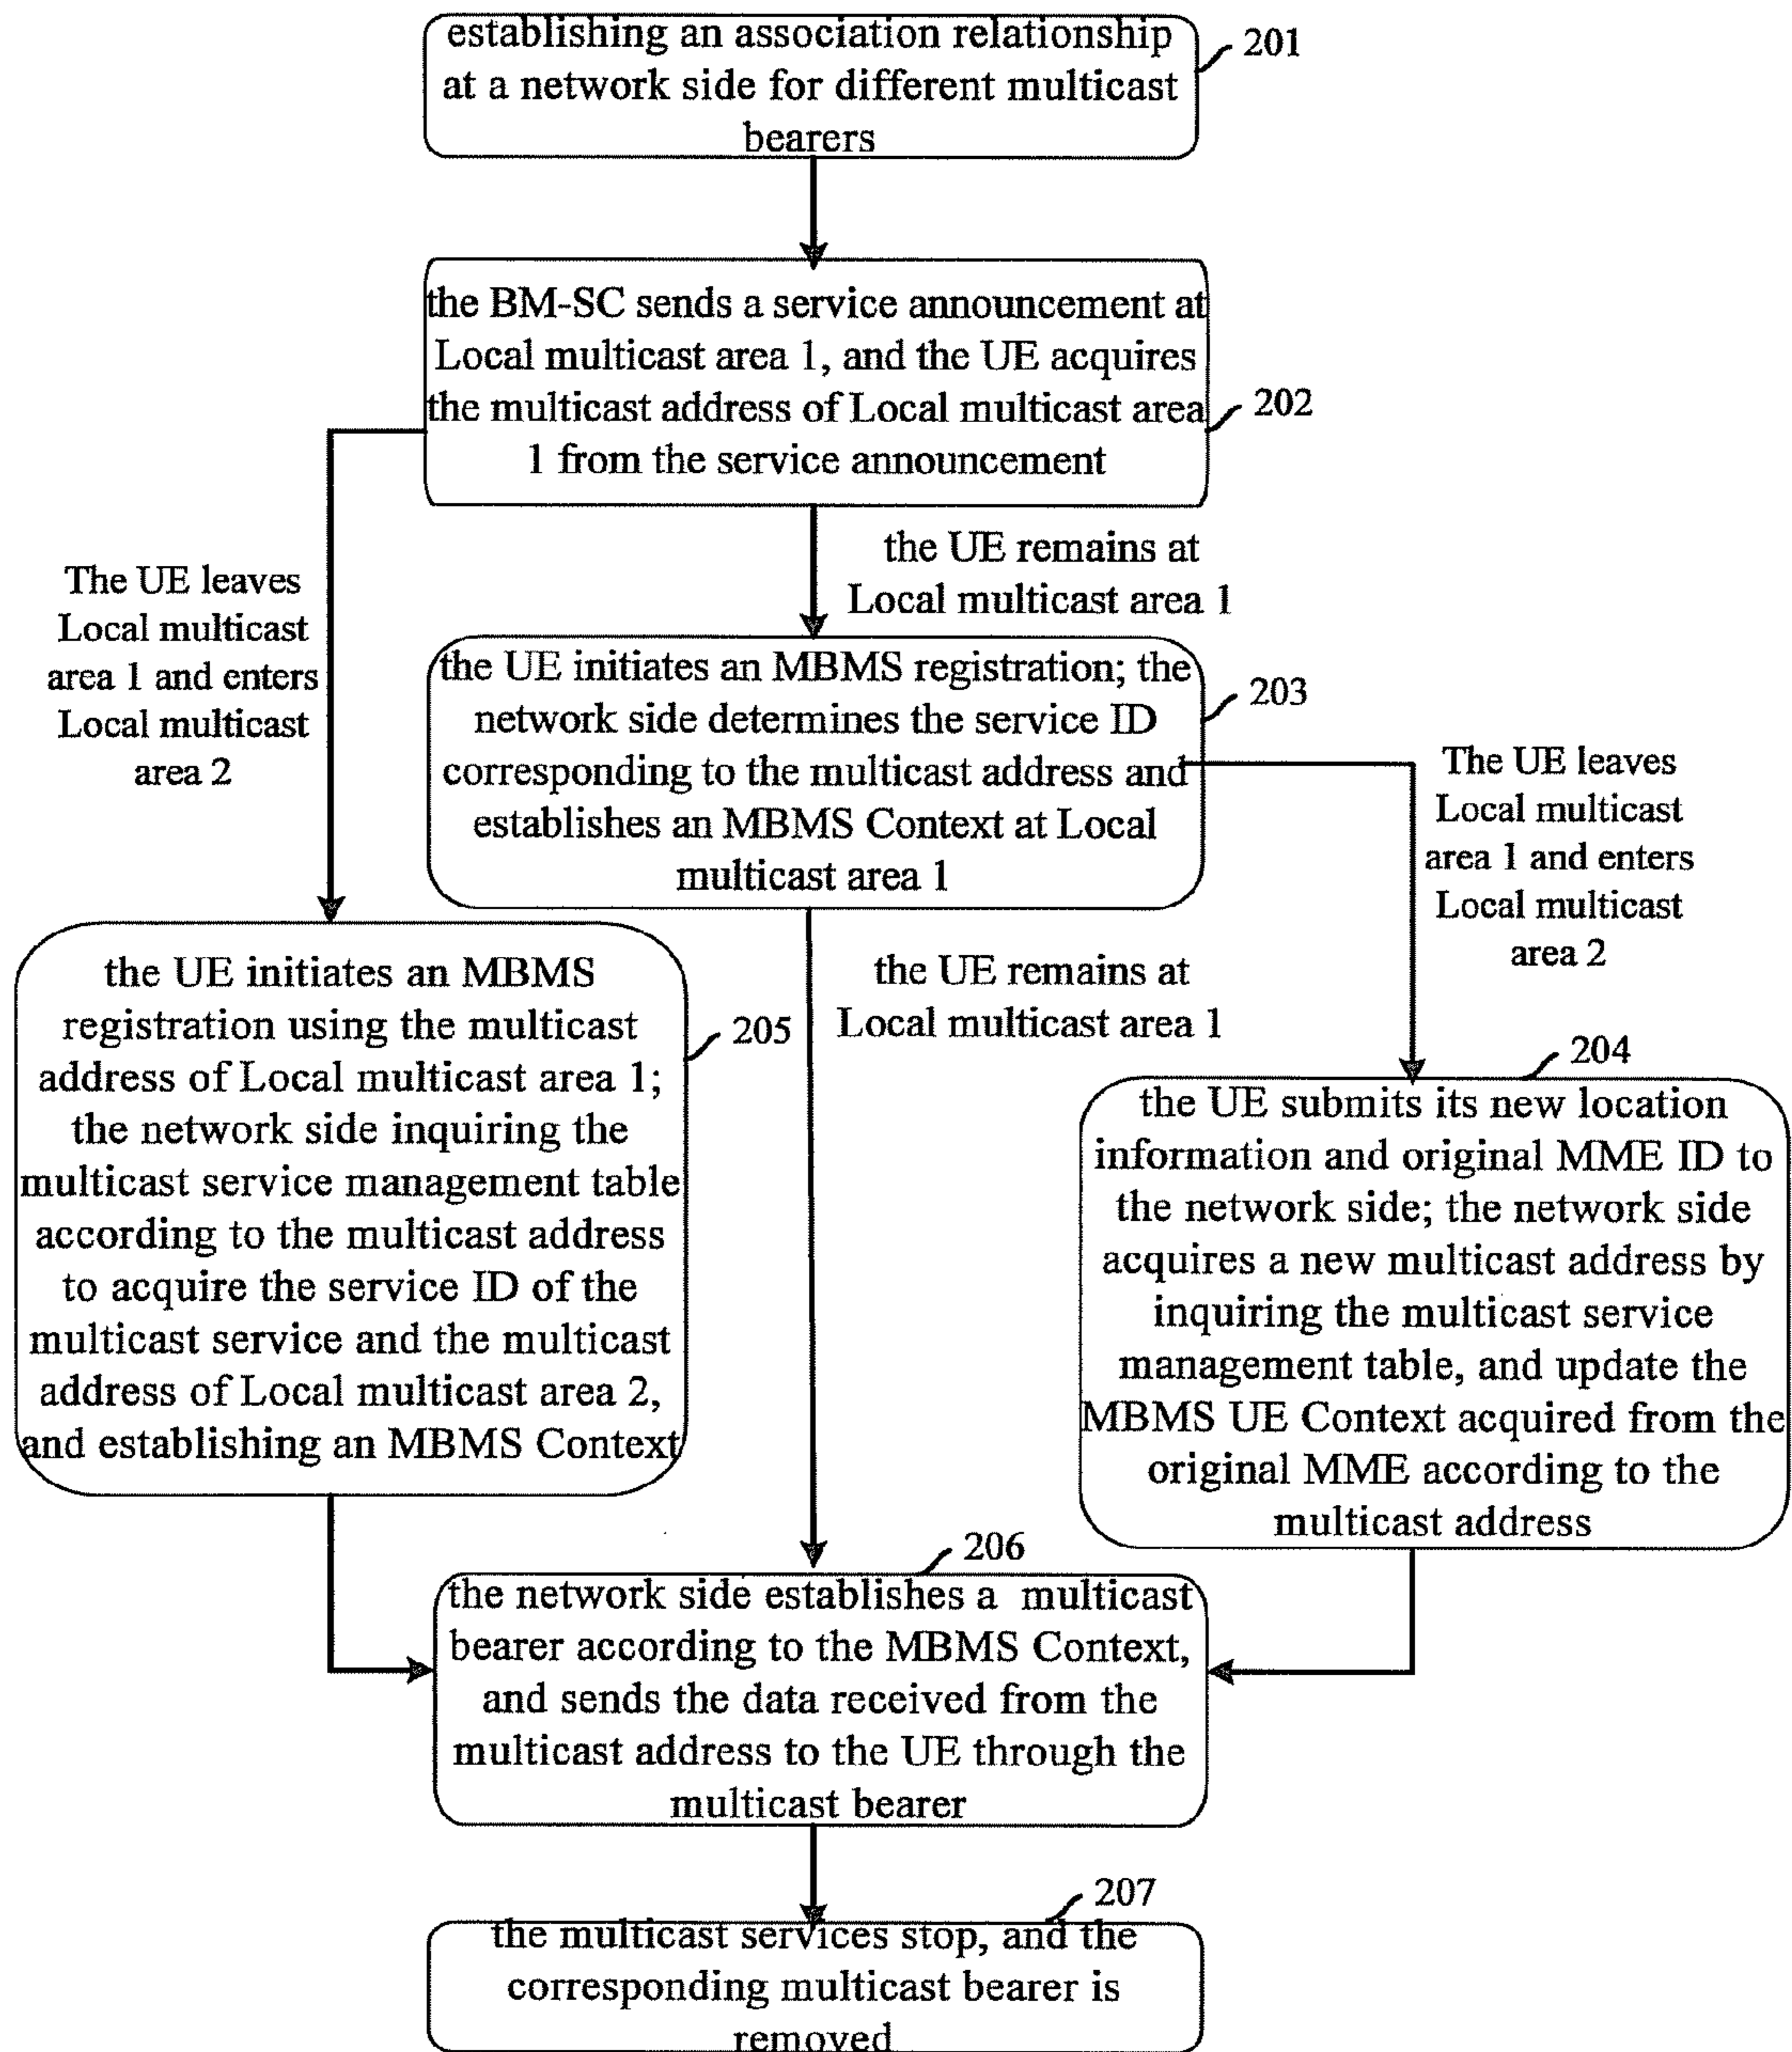 establishing an association relationship
at a network side for different multicast
bearers
201
the BM-SC sends a service announcement at
Local multicast area 1, and the UE acquires
the multicast address of Local multicast area
1 from the service announcement
202
The UE leaves
Local multicast
area 1 and enters
Local multicast
area 2
the UE remains at
Local multicast area 1
the UE initiates an MBMS registration; the
network side determines the service ID
corresponding to the multicast address and
establishes an MBMS Context at Local
multicast area 1
203
The UE leaves
Local multicast
area 1 and enters
Local multicast
area 2
the UE initiates an MBMS
registration using the multicast
address of Local multicast area 1;
the network side inquiring the
multicast service management table
according to the multicast address
to acquire the service ID of the
multicast service and the multicast
address of Local multicast area 2,
and establishing an MBMS Context
205
the UE remains at
Local multicast area 1
204
the UE submits its new location
information and original MME ID to
the network side; the network side
acquires a new multicast address by
inquiring the multicast service
management table, and update the
MBMS UE Context acquired from the
original MME according to the
multicast address
206
the network side establishes a multicast
bearer according to the MBMS Context,
and sends the data received from the
multicast address to the UE through the
multicast bearer
207
the multicast services stop, and the
corresponding multicast bearer is
removed